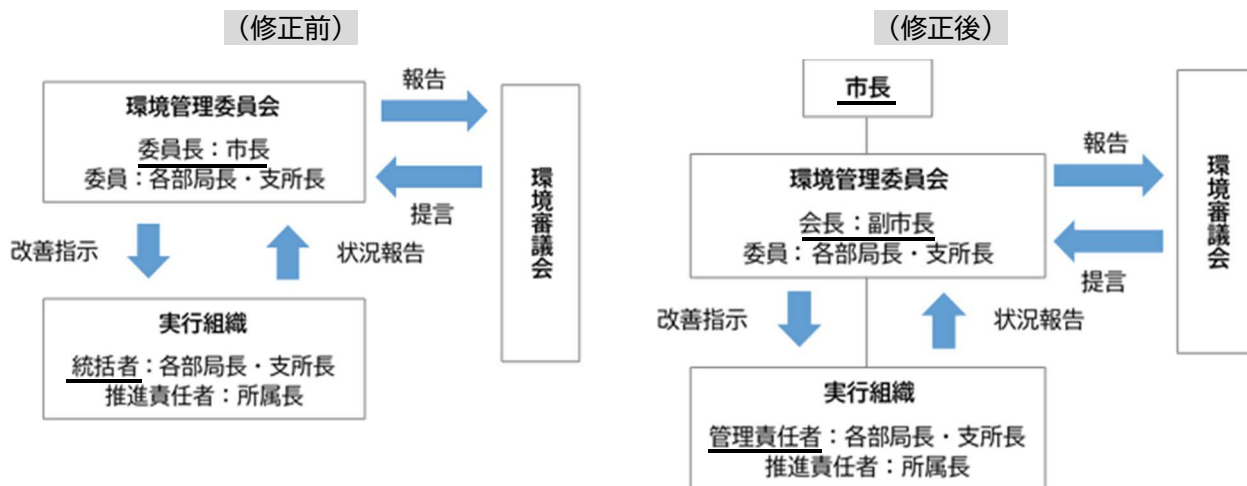 （修正前）
環境管理委員会
委員長：市長
委員：各部局長・支所長
報告
提言
環境審議会
改善指示
状況報告
実行組織
統括者：各部局長・支所長
推進責任者：所属長
（修正後）
市長
環境管理委員会
会長：副市長
委員：各部局長・支所長
報告
提言
環境審議会
改善指示
状況報告
実行組織
管理責任者：各部局長・支所長
推進責任者：所属長